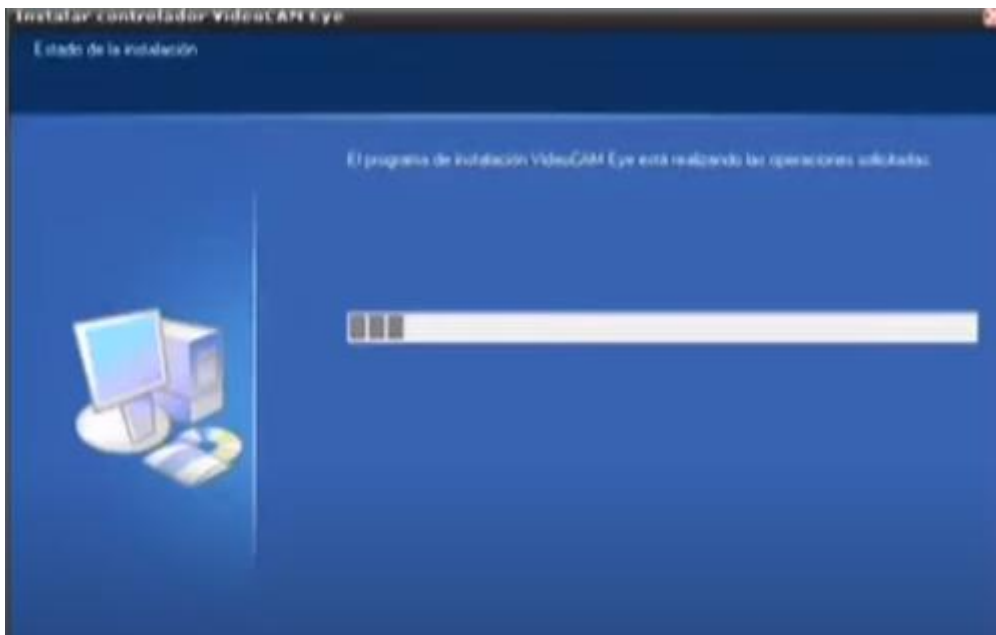 Instalar controlador VideoCAM Eye
Estado de la instalación
El programa de instalación VideoCAM Eye está realizando las operaciones solicitadas.